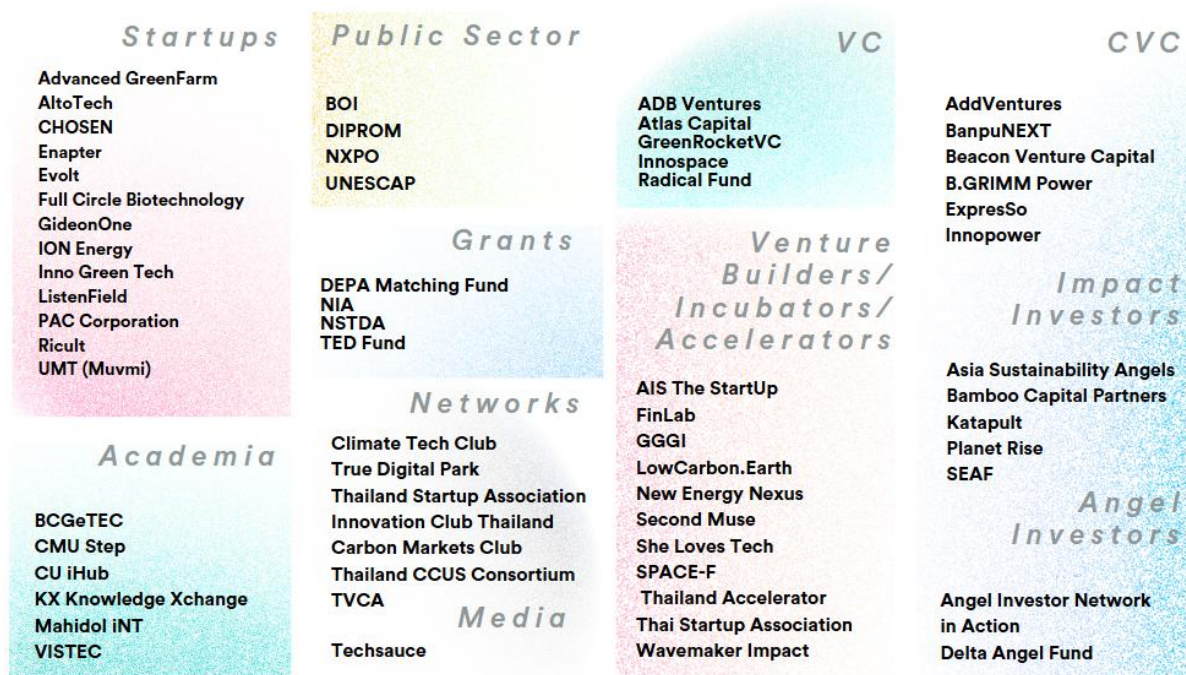 Startups
Advanced GreenFarm
AltoTech
CHOSEN
Enapter
Evolt
Full Circle Biotechnology
GideonOne
ION Energy
Inno Green Tech
ListenField
PAC Corporation
Ricult
UMT (Muvmi)
Academia
BCGeTEC
CMU Step
CU iHub
KX Knowledge Xchange
Mahidol iNT
VISTEC
Public Sector
BOI
DIPROM
NXPO
UNESCAP
Grants
DEPA Matching Fund
NIA
NSTDA
TED Fund
Networks
Climate Tech Club
True Digital Park
Thailand Startup Association
Innovation Club Thailand
Carbon Markets Club
Thailand CCUS Consortium
TVCA
Media
Techsauce
VC
ADB Ventures
Atlas Capital
GreenRocketVC
Innospace
Radical Fund
Venture
Builders/
Incubators/
Accelerators
AIS The StartUp
FinLab
GGGI
LowCarbon.Earth
New Energy Nexus
Second Muse
She Loves Tech
SPACE-F
Thailand Accelerator
Thai Startup Association
Wavemaker Impact
CVC
AddVentures
BanpuNEXT
Beacon Venture Capital
B.GRIMM Power
ExpresSo
Innopower
Impact
Investors
Asia Sustainability Angels
Bamboo Capital Partners
Katapult
Planet Rise
SEAF
Angel
Investors
Angel Investor Network
in Action
Delta Angel Fund